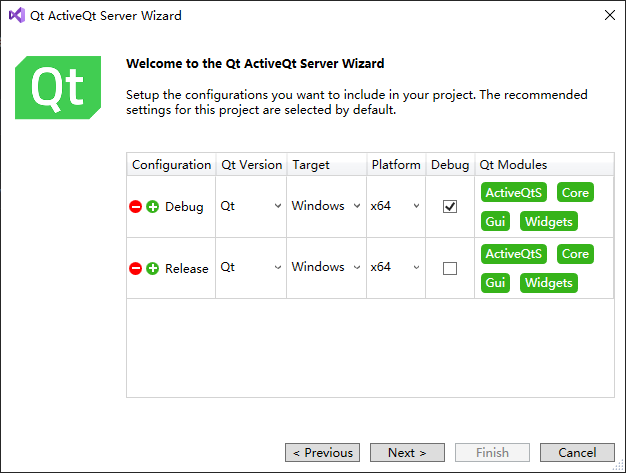 Qt ActiveQt Server Wizard
Qt
Welcome to the Qt ActiveQt Server Wizard
Setup the configurations you want to include in your project. The recommended
settings for this project are selected by default.
Configuration Qt Version Target Platform Debug Qt Modules
Debug Qt Windows x64 ActiveQtS Core
Gui Widgets
Release Qt Windows x64 ActiveQtS Core
Gui Widgets
< Previous Next > Finish Cancel